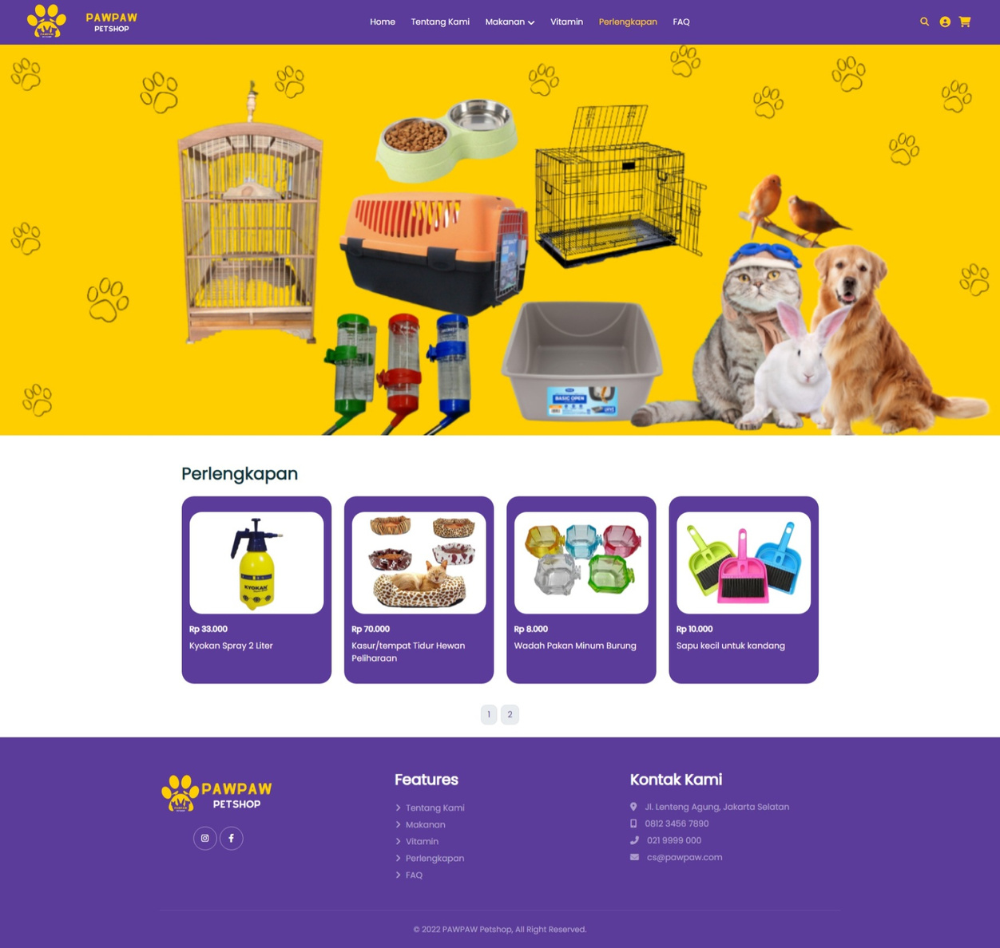 PAWPAW
PETSHOP
Home
Tentang Kami
Makanan
Vitamin
Perlengkapan
FAQ
BASIC OPEN
Perlengkapan
KYOKAN
Rp 33.000
Kyokan Spray 2 Liter
Rp 70.000
Kasur/tempat Tidur Hewan
Peliharaan
Rp 8.000
Wadah Pakan Minum Burung
Rp 10.000
Sapu kecil untuk kandang
1
2
PAWPAW
PETSHOP
Features
Tentang Kami
Makanan
Vitamin
Perlengkapan
FAQ
Kontak Kami
Jl. Lenteng Agung, Jakarta Selatan
0812 3456 7890
021 9999 000
cs@pawpaw.com
© 2022 PAWPAW Petshop, All Right Reserved.